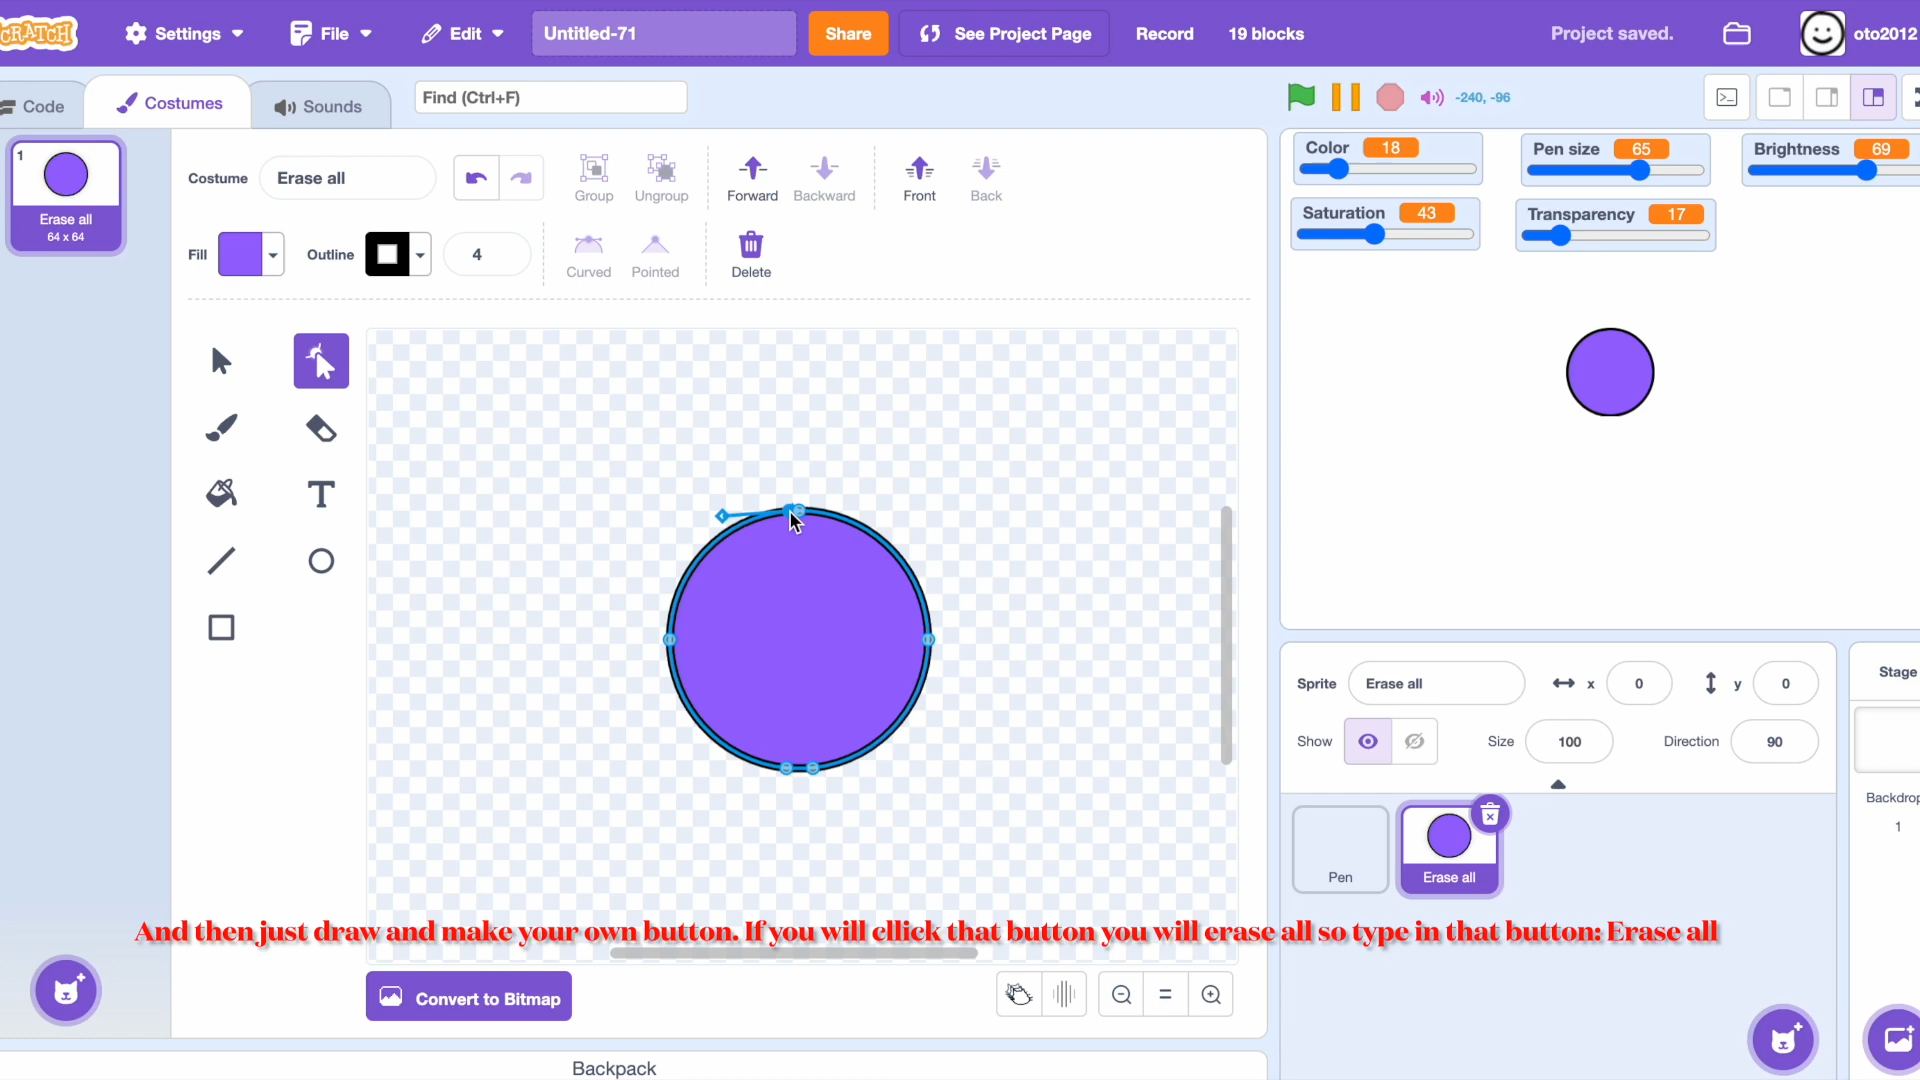 SCRATCH Settings File Edit Untitled-71 Share See Project Page Record 19 blocks Project saved. oto2012
Code Costumes Sounds Find (Ctrl+F) -240, -96
1
Erase all
64 x 64
Costume Erase all Group Ungroup Forward Backward Front Back
Fill Outline 4 Curved Pointed Delete
Color 18 Pen size 65 Brightness 69
Saturation 43 Transparency 17
Sprite Erase all x 0 y 0
Show Size 100 Direction 90
Stage
Backdrop
1
Pen Erase all
And then just draw and make your own button. If you will cllick that button you will erase all so type in that button: Erase all
Convert to Bitmap
Backpack